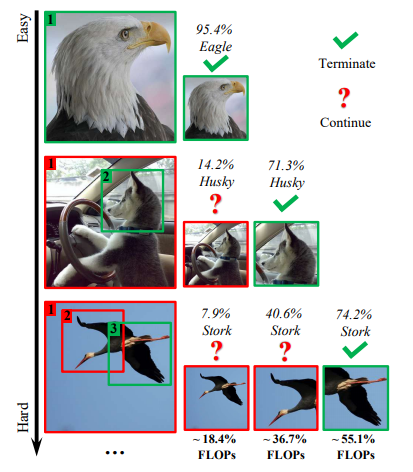 Easy
1
95.4%
Eagle
Terminate
?
Continue
1
2
14.2%
Husky
?
71.3%
Husky
1
2
3
7.9%
Stork
?
40.6%
Stork
?
74.2%
Stork
Hard
...
~ 18.4%
FLOPs
~ 36.7%
FLOPs
~ 55.1%
FLOPs